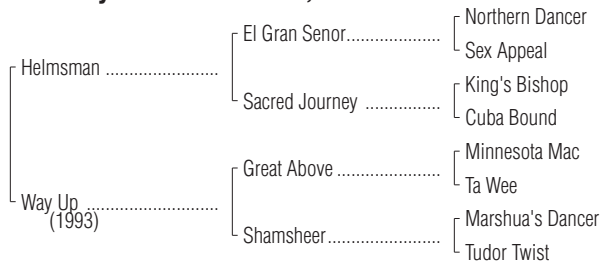 Northern Dancer
El Gran Senor
Sex Appeal
Helmsman
King's Bishop
Sacred Journey
Cuba Bound
Minnesota Mac
Great Above
Ta Wee
Way Up
(1993)
Marshua's Dancer
Shamsheer
Tudor Twist